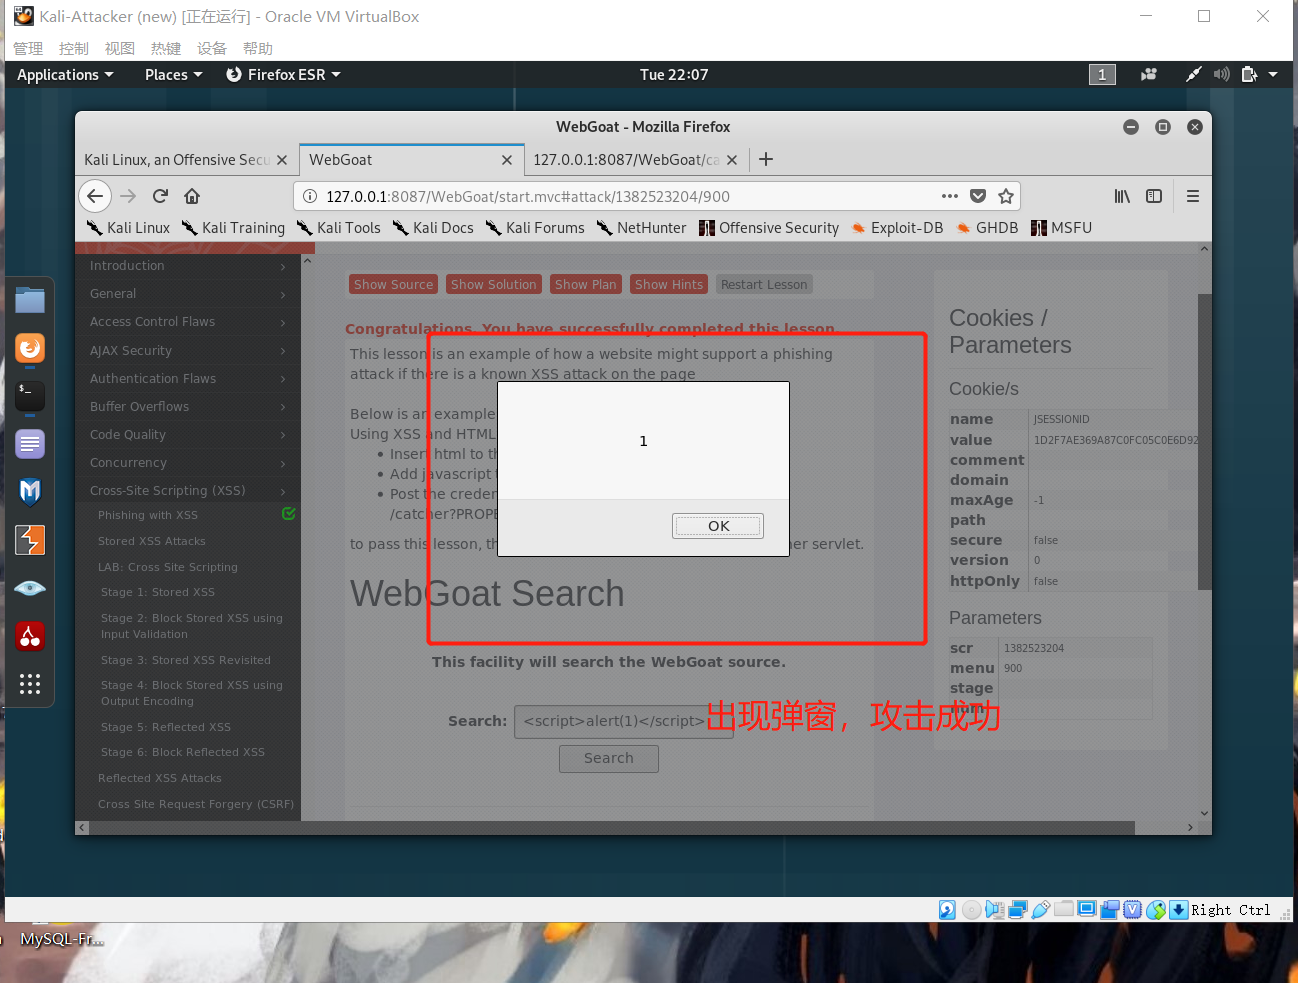 Kali-Attacker (new) [正在运行] - Oracle VM VirtualBox
管理 控制 视图 热键 设备 帮助
Applications Places Firefox ESR Tue 22:07 1
WebGoat - Mozilla Firefox
Kali Linux, an Offensive Secu WebGoat 127.0.0.1:8087/WebGoat/ca
127.0.0.1:8087/WebGoat/start.mvc#attack/1382523204/900
Kali Linux Kali Training Kali Tools Kali Docs Kali Forums NetHunter Offensive Security Exploit-DB GHDB MSFU
Introduction
General
Access Control Flaws
AJAX Security
Authentication Flaws
Buffer Overflows
Code Quality
Concurrency
Cross-Site Scripting (XSS)
Phishing with XSS
Stored XSS Attacks
LAB: Cross Site Scripting
Stage 1: Stored XSS
Stage 2: Block Stored XSS using
Input Validation
Stage 3: Stored XSS Revisited
Stage 4: Block Stored XSS using
Output Encoding
Stage 5: Reflected XSS
Stage 6: Block Reflected XSS
Reflected XSS Attacks
Cross Site Request Forgery (CSRF)
Show Source Show Solution Show Plan Show Hints Restart Lesson
Congratulations. You have successfully completed this lesson.
This lesson is an example of how a website might support a phishing
attack if there is a known XSS attack on the page
Below is an example
Using XSS and HTML
Insert html to th
Add javascript t
Post the creden
/catcher?PROPE
to pass this lesson, th er servlet.
1
OK
WebGoat Search
This facility will search the WebGoat source.
Search: <script>alert(1)</script>
出现弹窗，攻击成功
Search
Cookies /
Parameters
Cookie/s
name JSESSIONID
value 1D2F7AE369A87C0FC05C0E6D92
comment
domain
maxAge -1
path
secure false
version 0
httpOnly false
Parameters
scr 1382523204
menu 900
stage
num
Right Ctrl
MySQL-Fr...